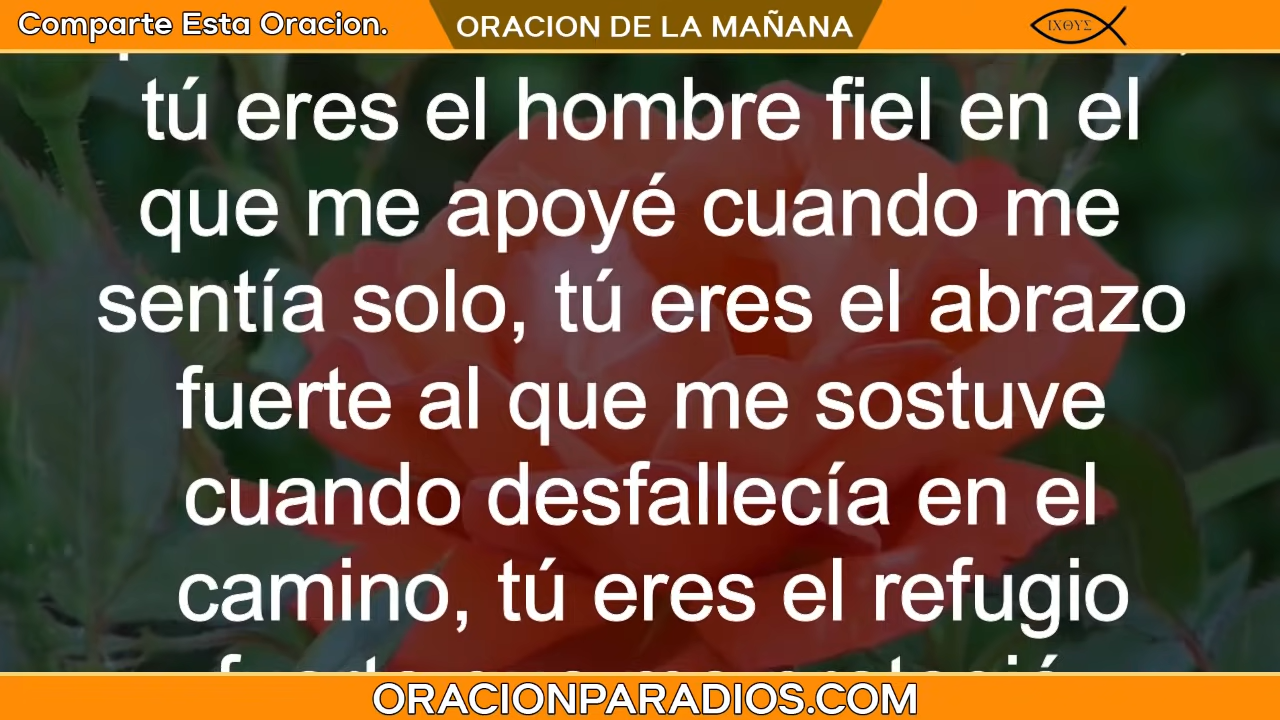 Comparte Esta Oracion.
ORACION DE LA MAÑANA
ΙΧΘΥΣ
tú eres el hombre fiel en el
que me apoyé cuando me
sentía solo, tú eres el abrazo
fuerte al que me sostuve
cuando desfallecía en el
camino, tú eres el refugio
ORACIONPARADIOS.COM